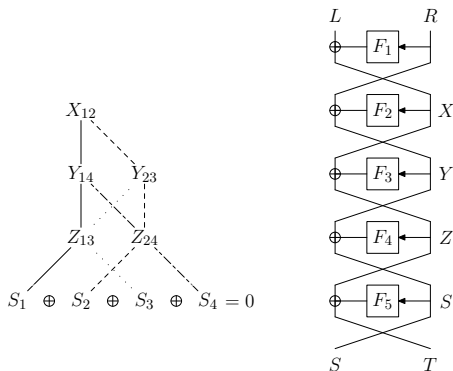 L R
F₁
X₁₂ F₂ X
⊕
Y₁₄ Y₂₃ F₃ Y
Z₁₃ Z₂₄ F₄ Z
S₁ ⊕ S₂ ⊕ S₃ ⊕ S₄ = 0 F₅ S
S T